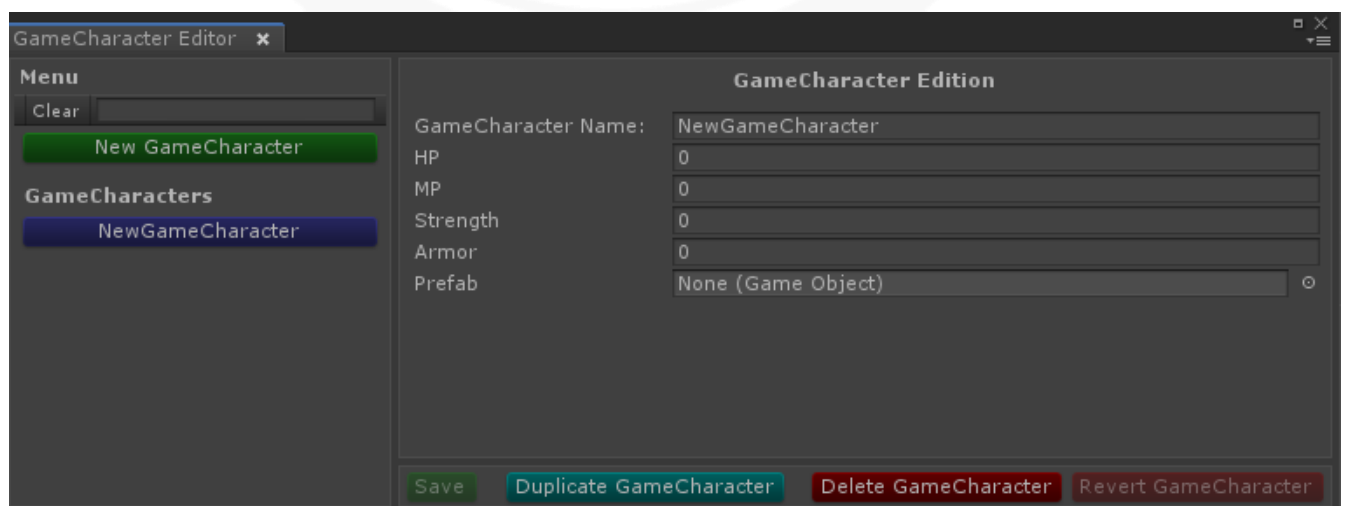 GameCharacter Editor
Menu
Clear
New GameCharacter
GameCharacters
NewGameCharacter
GameCharacter Edition
GameCharacter Name: NewGameCharacter
HP 0
MP 0
Strength 0
Armor 0
Prefab None (Game Object)
Save Duplicate GameCharacter Delete GameCharacter Revert GameCharacter